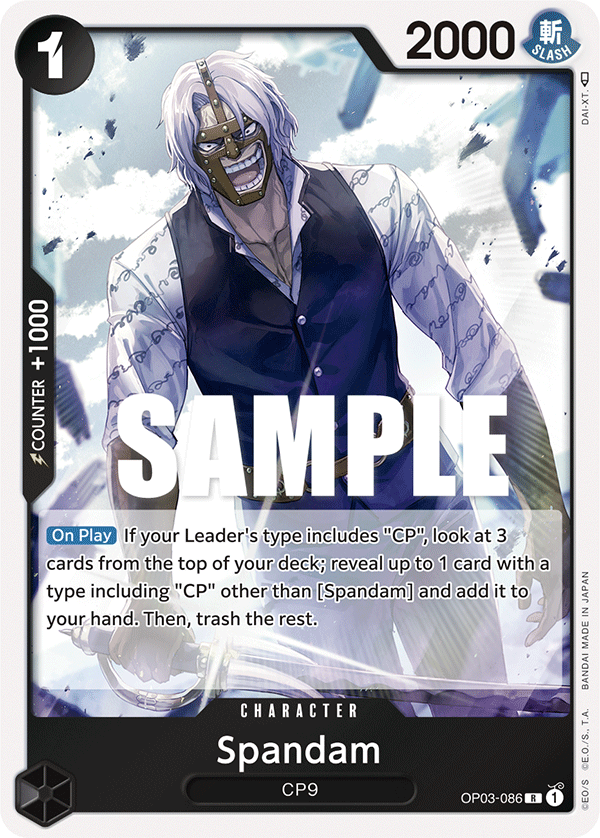 1
2000
斬
SLASH
DAI-XT.
COUNTER +1000
SAMPLE
On Play If your Leader's type includes "CP", look at 3
cards from the top of your deck; reveal up to 1 card with a
type including "CP" other than [Spandam] and add it to
your hand. Then, trash the rest.
CHARACTER
Spandam
CP9
OP03-086 R 1
©E.O/S ©E.O./S., T.A. BANDAI MADE IN JAPAN